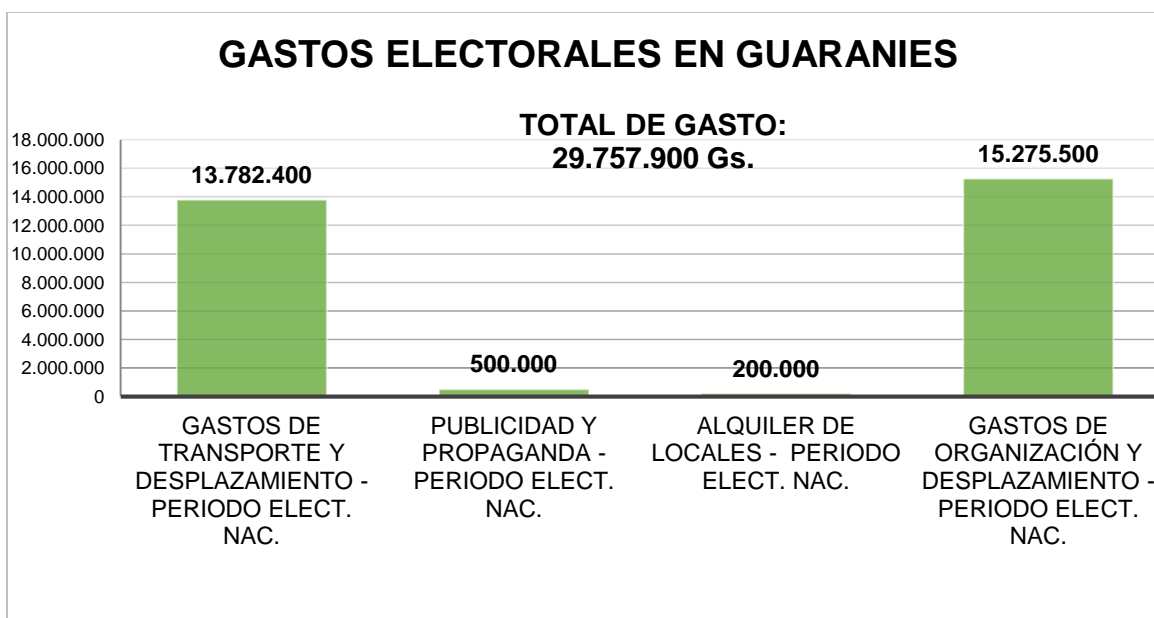 GASTOS ELECTORALES EN GUARANIES
TOTAL DE GASTO:
29.757.900 Gs.
18.000.000
16.000.000
14.000.000
12.000.000
10.000.000
8.000.000
6.000.000
4.000.000
2.000.000
0
13.782.400
500.000
200.000
15.275.500
GASTOS DE
TRANSPORTE Y
DESPLAZAMIENTO -
PERIODO ELECT.
NAC.
PUBLICIDAD Y
PROPAGANDA -
PERIODO ELECT.
NAC.
ALQUILER DE
LOCALES - PERIODO
ELECT. NAC.
GASTOS DE
ORGANIZACIÓN Y
DESPLAZAMIENTO -
PERIODO ELECT.
NAC.